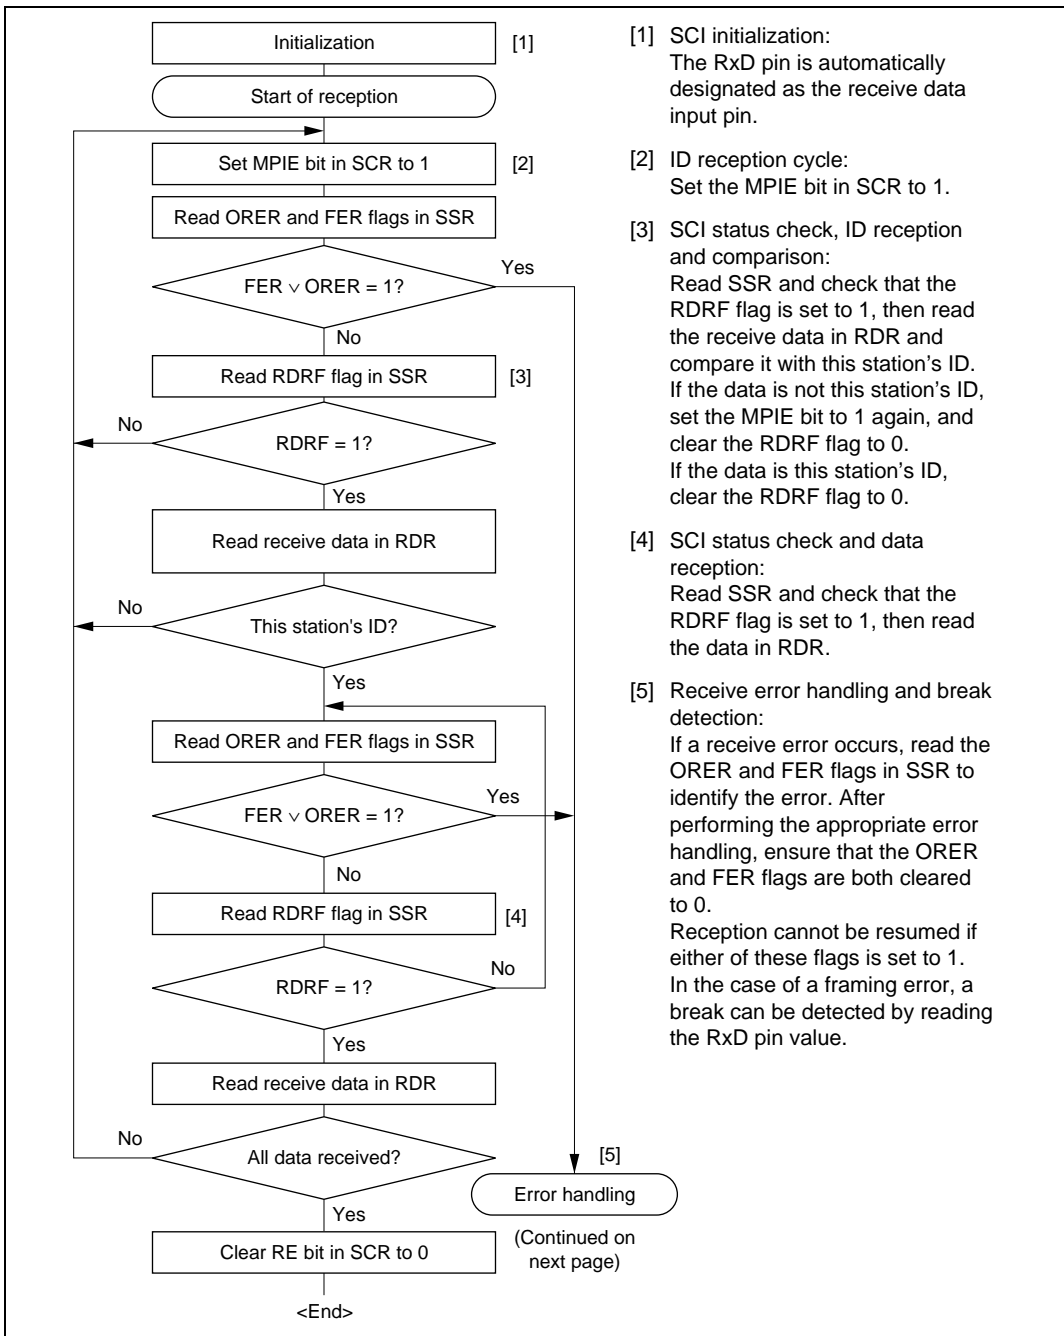 Initialization
[1]
Start of reception
Set MPIE bit in SCR to 1
[2]
Read ORER and FER flags in SSR
Yes
FER ∨ ORER = 1?
No
Read RDRF flag in SSR
[3]
No
RDRF = 1?
Yes
Read receive data in RDR
No
This station's ID?
Yes
Read ORER and FER flags in SSR
Yes
FER ∨ ORER = 1?
No
Read RDRF flag in SSR
[4]
No
RDRF = 1?
Yes
Read receive data in RDR
No
All data received?
[5]
Error handling
Yes
(Continued on
next page)
Clear RE bit in SCR to 0
<End>
[1] SCI initialization:
The RxD pin is automatically
designated as the receive data
input pin.
[2] ID reception cycle:
Set the MPIE bit in SCR to 1.
[3] SCI status check, ID reception
and comparison:
Read SSR and check that the
RDRF flag is set to 1, then read
the receive data in RDR and
compare it with this station’s ID.
If the data is not this station’s ID,
set the MPIE bit to 1 again, and
clear the RDRF flag to 0.
If the data is this station’s ID,
clear the RDRF flag to 0.
[4] SCI status check and data
reception:
Read SSR and check that the
RDRF flag is set to 1, then read
the data in RDR.
[5] Receive error handling and break
detection:
If a receive error occurs, read the
ORER and FER flags in SSR to
identify the error. After
performing the appropriate error
handling, ensure that the ORER
and FER flags are both cleared
to 0.
Reception cannot be resumed if
either of these flags is set to 1.
In the case of a framing error, a
break can be detected by reading
the RxD pin value.